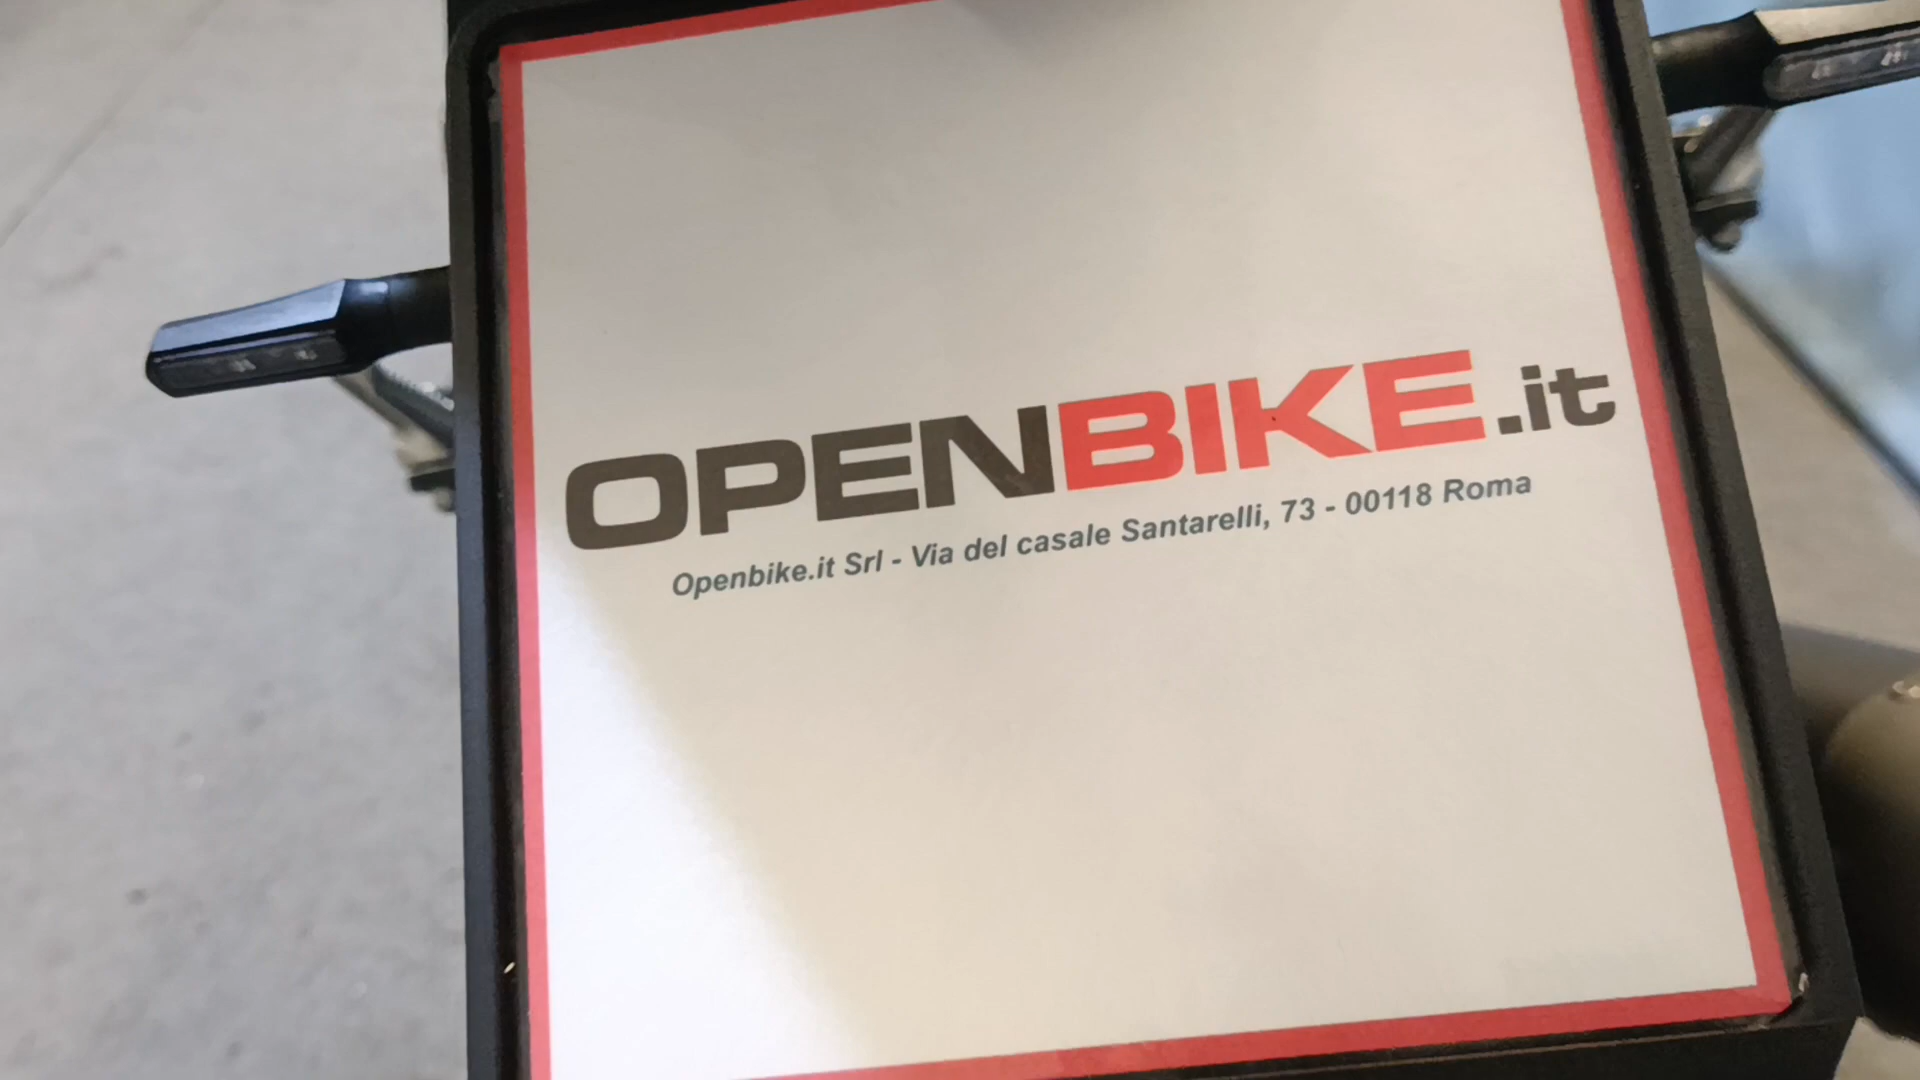 OPENBIKE.it
Openbike.it Srl - Via del casale Santarelli, 73 - 00118 Roma